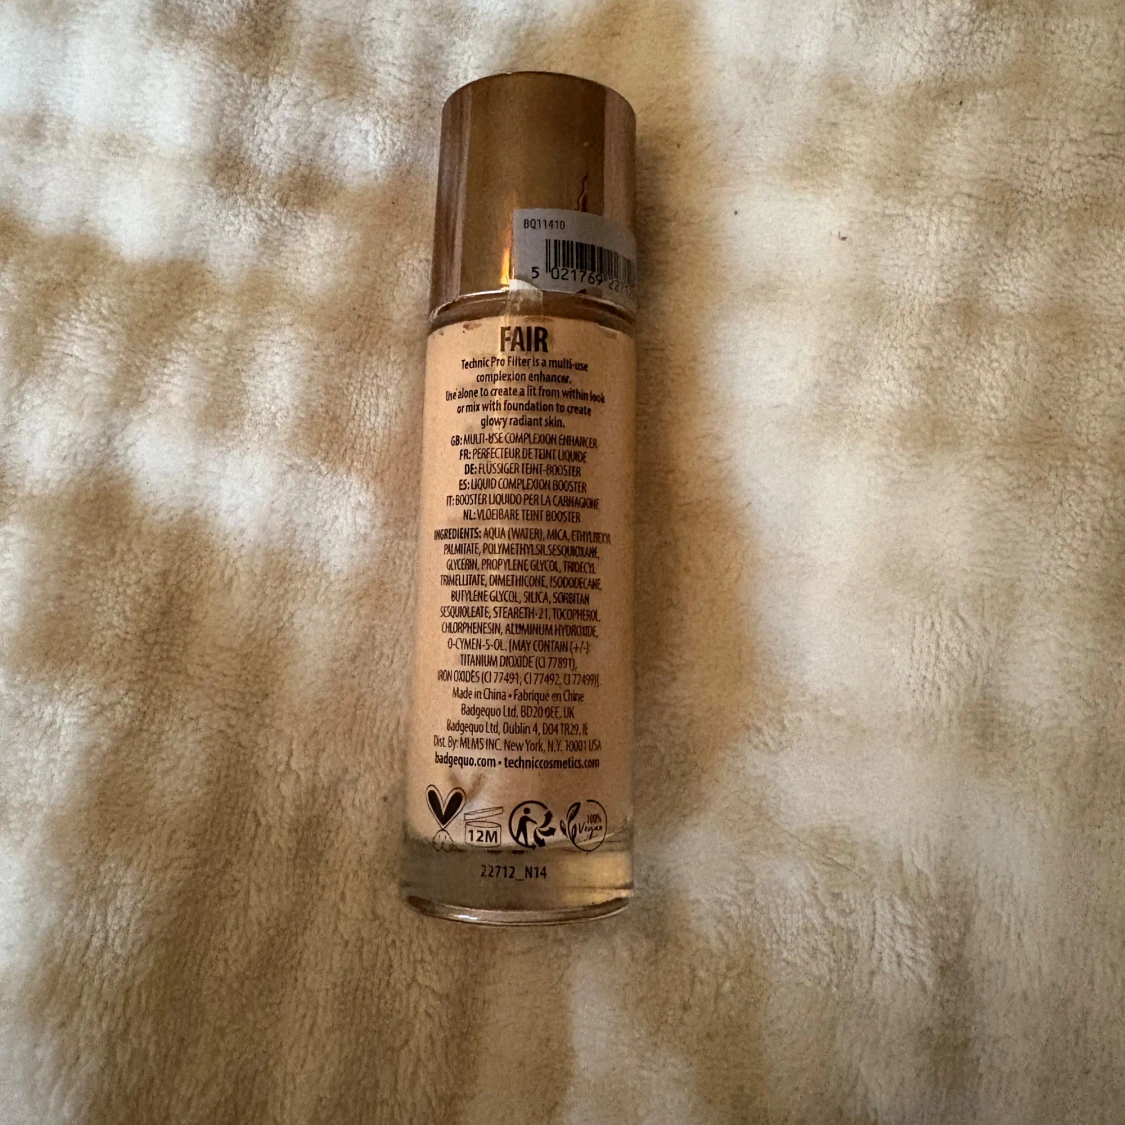 BQ11410
5 021769 22
FAIR
Technic Pro Filter is a multi-use
complexion enhancer.
Use alone to create a lit from within look
or mix with foundation to create
glowy radiant skin.
GB: MULTI-USE COMPLEXION ENHANCER
FR: PERFECTEUR DE TEINT LIQUIDE
DE: FLÜSSIGER TEINT-BOOSTER
ES: LIQUID COMPLEXION BOOSTER
IT: BOOSTER LIQUIDO PER LA CARNAGIONE
NL: VLOEIBARE TEINT BOOSTER
INGREDIENTS: AQUA (WATER), MICA, ETHYLHEXYL
PALMITATE, POLYMETHYLSILSESQUIOXANE,
GLYCERIN, PROPYLENE GLYCOL, TRIDECYL
TRIMELLITATE, DIMETHICONE, ISODODECANE,
BUTYLENE GLYCOL, SILICA, SORBITAN
SESQUIOLEATE, STEARETH-21, TOCOPHEROL,
CHLORPHENESIN, ALUMINUM HYDROXIDE,
O-CYMEN-5-OL. [MAY CONTAIN (+/-):
TITANIUM DIOXIDE (CI 77891),
IRON OXIDES (CI 77491, CI 77492, CI 77499)].
Made in China • Fabriqué en Chine
Badgequo Ltd, BD20 0EE, UK
Badgequo Ltd, Dublin 4, D04 TR29, IE
Dist. By: MLMS INC. New York, N.Y. 10001 USA
badgequo.com • techniccosmetics.com
12M
100%
Vegan
22712_N14